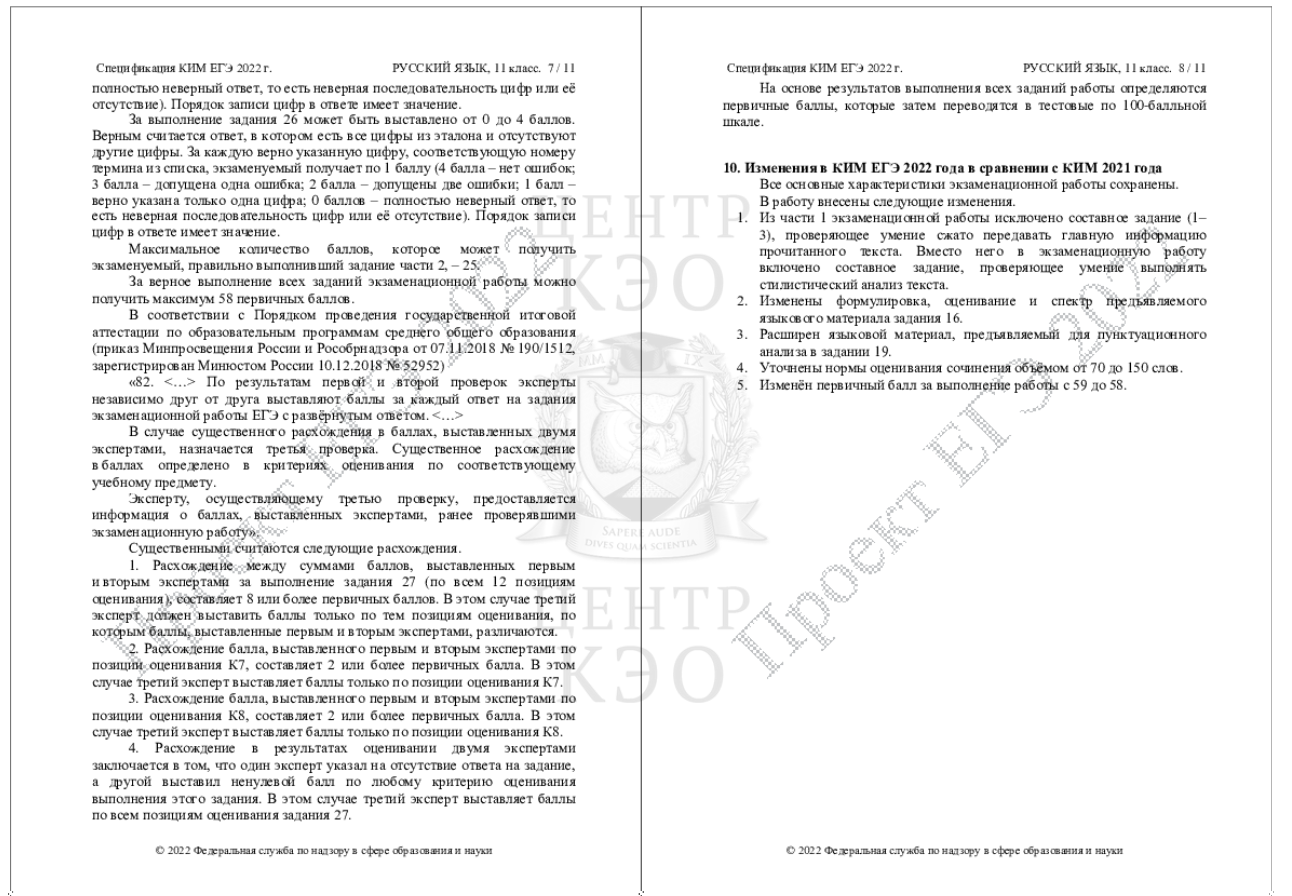 Спецификация КИМ ЕГЭ 2022 г. РУССКИЙ ЯЗЫК, 11 класс. 7 / 11
полностью неверный ответ, то есть неверная последовательность цифр или её
отсутствие). Порядок записи цифр в ответе имеет значение.
За выполнение задания 26 может быть выставлено от 0 до 4 баллов.
Верным считается ответ, в котором есть все цифры из эталона и отсутствуют
другие цифры. За каждую верно указанную цифру, соответствующую номеру
термина из списка, экзаменуемый получает по 1 баллу (4 балла – нет ошибок;
3 балла – допущена одна ошибка; 2 балла – допущены две ошибки; 1 балл –
верно указана только одна цифра; 0 баллов – полностью неверный ответ, то
есть неверная последовательность цифр или её отсутствие). Порядок записи
цифр в ответе имеет значение.
Максимальное количество баллов, которое может получить
экзаменуемый, правильно выполнивший задание части 2, – 25.
За верное выполнение всех заданий экзаменационной работы можно
получить максимум 58 первичных баллов.
В соответствии с Порядком проведения государственной итоговой
аттестации по образовательным программам среднего общего образования
(приказ Минпросвещения России и Рособрнадзора от 07.11.2018 № 190/1512,
зарегистрирован Минюстом России 10.12.2018 № 52952)
«82. <…> По результатам первой и второй проверок эксперты
независимо друг от друга выставляют баллы за каждый ответ на задания
экзаменационной работы ЕГЭ с развёрнутым ответом. <…>
В случае существенного расхождения в баллах, выставленных двумя
экспертами, назначается третья проверка. Существенное расхождение
в баллах определено в критериях оценивания по соответствующему
учебному предмету.
Эксперту, осуществляющему третью проверку, предоставляется
информация о баллах, выставленных экспертами, ранее проверявшими
экзаменационную работу».
Существенными считаются следующие расхождения.
1. Расхождение между суммами баллов, выставленных первым
и вторым экспертами за выполнение задания 27 (по всем 12 позициям
оценивания), составляет 8 или более первичных баллов. В этом случае третий
эксперт должен выставить баллы только по тем позициям оценивания, по
которым баллы, выставленные первым и вторым экспертами, различаются.
2. Расхождение балла, выставленного первым и вторым экспертами по
позиции оценивания К7, составляет 2 или более первичных балла. В этом
случае третий эксперт выставляет баллы только по позиции оценивания К7.
3. Расхождение балла, выставленного первым и вторым экспертами по
позиции оценивания К8, составляет 2 или более первичных балла. В этом
случае третий эксперт выставляет баллы только по позиции оценивания К8.
4. Расхождение в результатах оценивании двумя экспертами
заключается в том, что один эксперт указал на отсутствие ответа на задание,
а другой выставил ненулевой балл по любому критерию оценивания
выполнения этого задания. В этом случае третий эксперт выставляет баллы
по всем позициям оценивания задания 27.
© 2022 Федеральная служба по надзору в сфере образования и науки
Проект ЕГЭ 2022
Спецификация КИМ ЕГЭ 2022 г. РУССКИЙ ЯЗЫК, 11 класс. 8 / 11
На основе результатов выполнения всех заданий работы определяются
первичные баллы, которые затем переводятся в тестовые по 100-балльной
шкале.
10. Изменения в КИМ ЕГЭ 2022 года в сравнении с КИМ 2021 года
Все основные характеристики экзаменационной работы сохранены.
В работу внесены следующие изменения.
1. Из части 1 экзаменационной работы исключено составное задание (1–
3), проверяющее умение сжато передавать главную информацию
прочитанного текста. Вместо него в экзаменационную работу
включено составное задание, проверяющее умение выполнять
стилистический анализ текста.
2. Изменены формулировка, оценивание и спектр предъявляемого
языкового материала задания 16.
3. Расширен языковой материал, предъявляемый для пунктуационного
анализа в задании 19.
4. Уточнены нормы оценивания сочинения объёмом от 70 до 150 слов.
5. Изменён первичный балл за выполнение работы с 59 до 58.
© 2022 Федеральная служба по надзору в сфере образования и науки
Проект ЕГЭ 2022
ЦЕНТР
КЭО
SAPERE AUDE
DIVES QUAM SCIENTIA
ЦЕНТР
КЭО